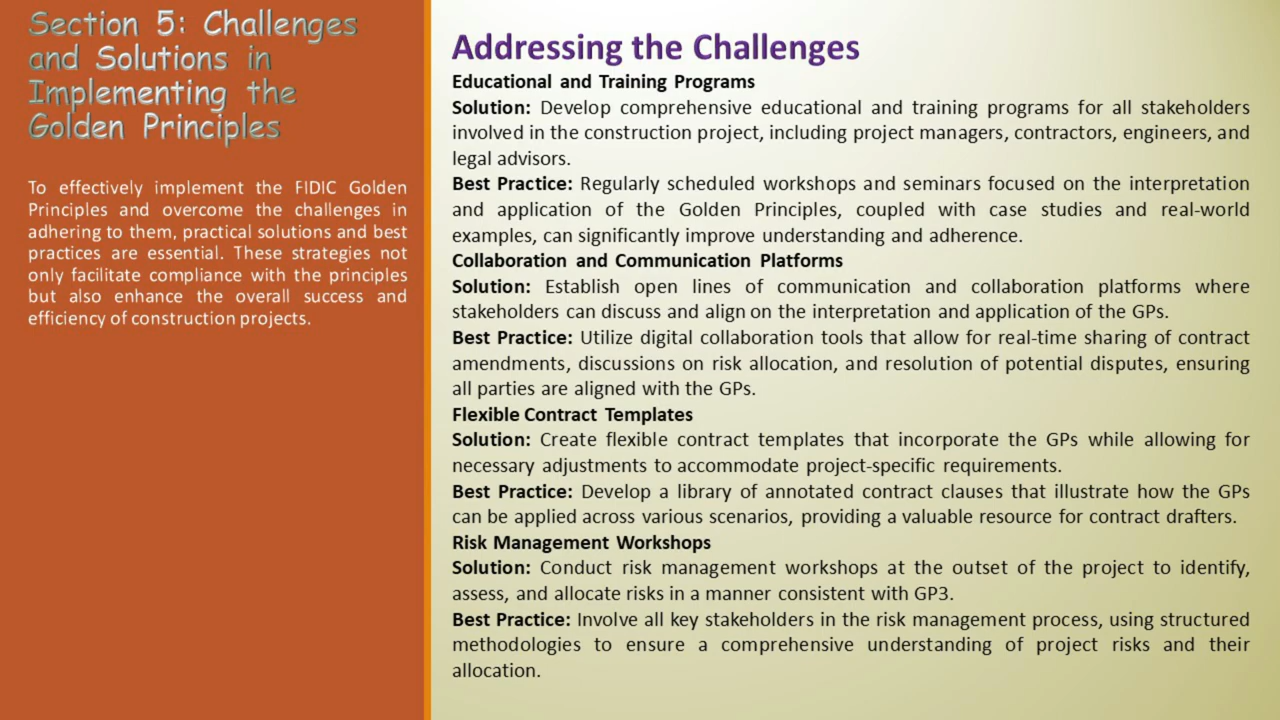 Section 5: Challenges
and Solutions in
Implementing the
Golden Principles
To effectively implement the FIDIC Golden
Principles and overcome the challenges in
adhering to them, practical solutions and best
practices are essential. These strategies not
only facilitate compliance with the principles
but also enhance the overall success and
efficiency of construction projects.
Addressing the Challenges
Educational and Training Programs
Solution: Develop comprehensive educational and training programs for all stakeholders
involved in the construction project, including project managers, contractors, engineers, and
legal advisors.
Best Practice: Regularly scheduled workshops and seminars focused on the interpretation
and application of the Golden Principles, coupled with case studies and real-world
examples, can significantly improve understanding and adherence.
Collaboration and Communication Platforms
Solution: Establish open lines of communication and collaboration platforms where
stakeholders can discuss and align on the interpretation and application of the GPs.
Best Practice: Utilize digital collaboration tools that allow for real-time sharing of contract
amendments, discussions on risk allocation, and resolution of potential disputes, ensuring
all parties are aligned with the GPs.
Flexible Contract Templates
Solution: Create flexible contract templates that incorporate the GPs while allowing for
necessary adjustments to accommodate project-specific requirements.
Best Practice: Develop a library of annotated contract clauses that illustrate how the GPs
can be applied across various scenarios, providing a valuable resource for contract drafters.
Risk Management Workshops
Solution: Conduct risk management workshops at the outset of the project to identify,
assess, and allocate risks in a manner consistent with GP3.
Best Practice: Involve all key stakeholders in the risk management process, using structured
methodologies to ensure a comprehensive understanding of project risks and their
allocation.